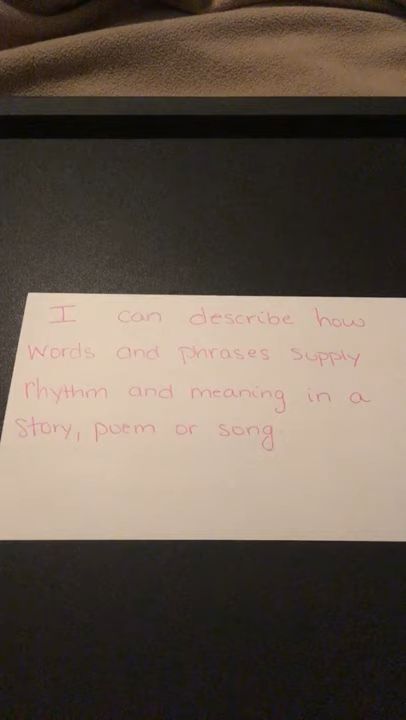 I can describe how
words and phrases supply
rhythm and meaning in a
story, poem or song.